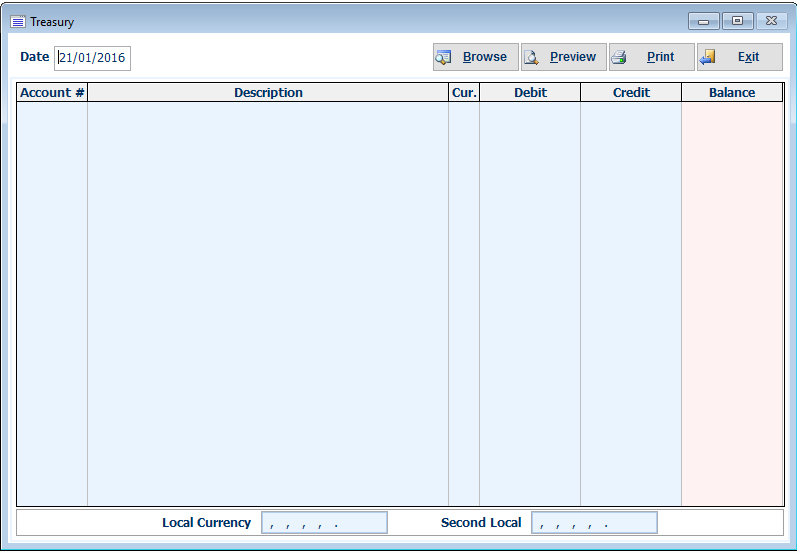 Treasury
Date 21/01/2016 Browse Preview Print Exit
Account # Description Cur. Debit Credit Balance
Local Currency , , , , . Second Local , , , , .